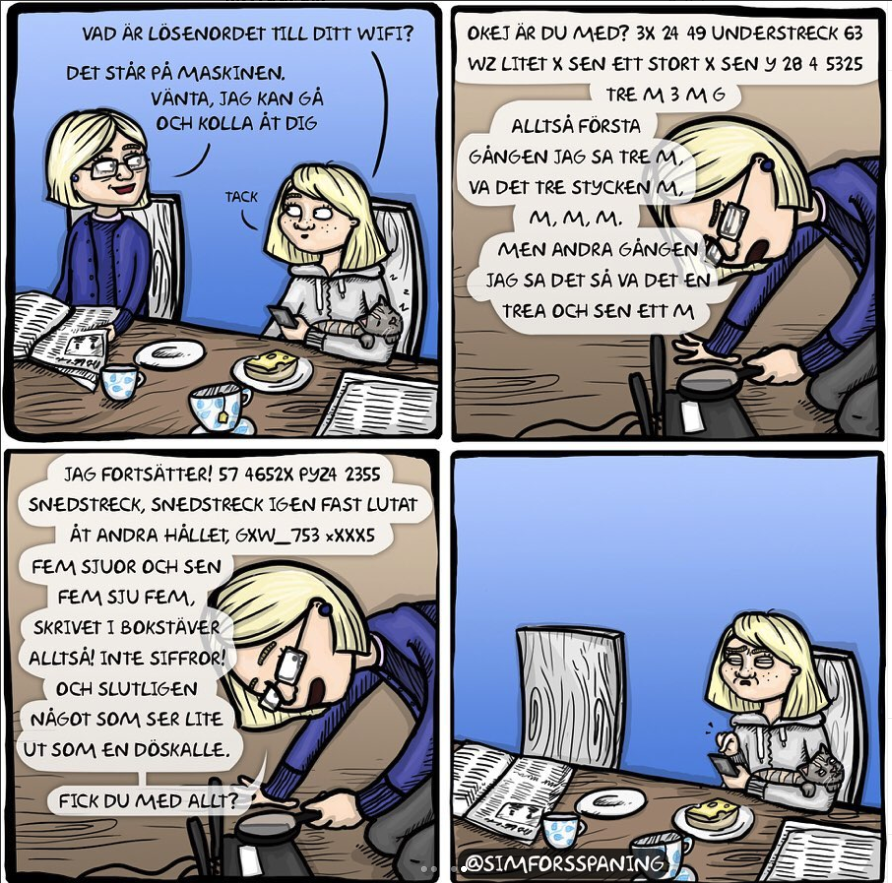 VAD ÄR LÖSENORDET TILL DITT WIFI?
DET STÅR PÅ MASKINEN.
VÄNTA, JAG KAN GÅ
OCH KOLLA ÅT DIG
TACK
z
z
z
OKEJ ÄR DU MED? 3X 24 49 UNDERSTRECK 63
WZ LITET X SEN ETT STORT X SEN Y 28 4 5325
TRE M 3 M G
ALLTSÅ FÖRSTA
GÅNGEN JAG SA TRE M,
VA DET TRE STYCKEN M,
M, M, M.
MEN ANDRA GÅNGEN
JAG SA DET SÅ VA DET EN
TREA OCH SEN ETT M
JAG FORTSÄTTER! 57 4652X PYZ4 2355
SNEDSTRECK, SNEDSTRECK IGEN FAST LUTAT
ÅT ANDRA HÅLLET, GXW_753 xXXX5
FEM SJUOR OCH SEN
FEM SJU FEM,
SKRIVET I BOKSTÄVER
ALLTSÅ! INTE SIFFROR!
OCH SLUTLIGEN
NÅGOT SOM SER LITE
UT SOM EN DÖSKALLE.
FICK DU MED ALLT?
@SIMFORSSPANING